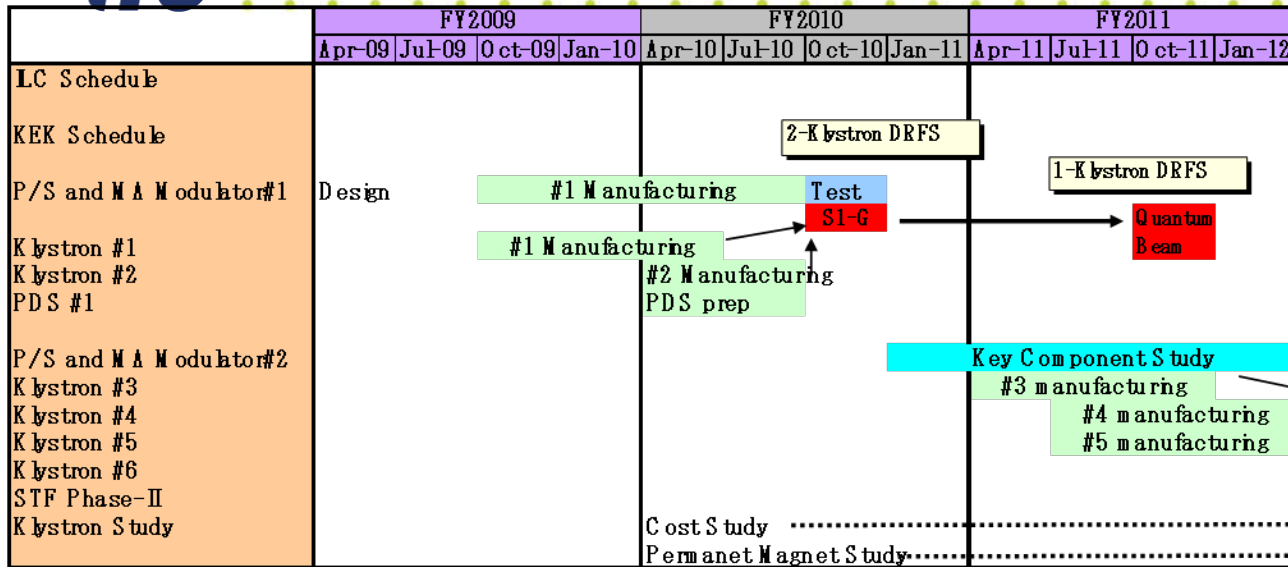 FY2009 FY2010 FY2011
Apr-09 Jul-09 Oct-09 Jan-10 Apr-10 Jul-10 Oct-10 Jan-11 Apr-11 Jul-11 Oct-11 Jan-12
ILC Schedule
KEK Schedule 2-Klystron DRFS
1-Klystron DRFS
P/S and MA Modulator#1 Design #1 Manufacturing Test
S1-G Quantum
Klystron #1 #1 Manufacturing Beam
Klystron #2 #2 Manufacturing
PDS #1 PDS prep
P/S and MA Modulator#2 Key Component Study
Klystron #3 #3 manufacturing
Klystron #4 #4 manufacturing
Klystron #5 #5 manufacturing
Klystron #6
STF Phase-II
Klystron Study Cost Study
Permanet Magnet Study